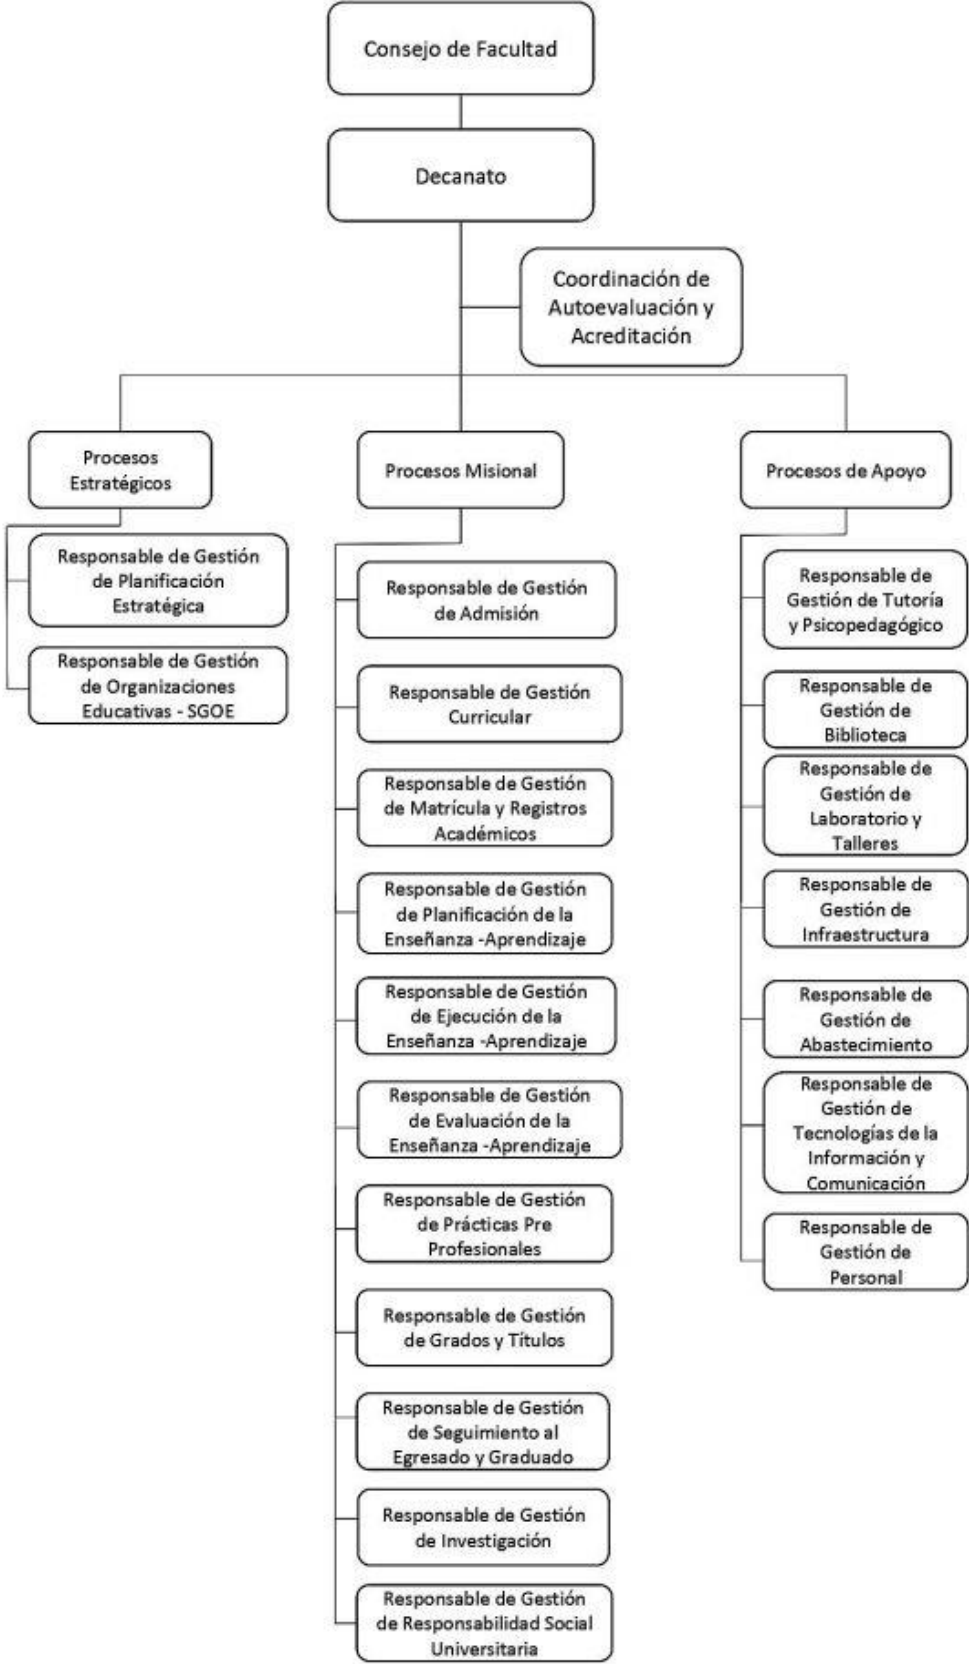 Consejo de Facultad
Decanato
Coordinación de
Autoevaluación y
Acreditación
Procesos
Estratégicos
Responsable de Gestión
de Planificación
Estratégica
Responsable de Gestión
de Organizaciones
Educativas - SGOE
Procesos Misional
Responsable de Gestión
de Admisión
Responsable de Gestión
Curricular
Responsable de Gestión
de Matrícula y Registros
Académicos
Responsable de Gestión
de Planificación de la
Enseñanza -Aprendizaje
Responsable de Gestión
de Ejecución de la
Enseñanza -Aprendizaje
Responsable de Gestión
de Evaluación de la
Enseñanza -Aprendizaje
Responsable de Gestión
de Prácticas Pre
Profesionales
Responsable de Gestión
de Grados y Títulos
Responsable de Gestión
de Seguimiento al
Egresado y Graduado
Responsable de Gestión
de Investigación
Responsable de Gestión
de Responsabilidad Social
Universitaria
Procesos de Apoyo
Responsable de
Gestión de Tutoría
y Psicopedagógico
Responsable de
Gestión de
Biblioteca
Responsable de
Gestión de
Laboratorio y
Talleres
Responsable de
Gestión de
Infraestructura
Responsable de
Gestión de
Abastecimiento
Responsable de
Gestión de
Tecnologías de la
Información y
Comunicación
Responsable de
Gestión de
Personal